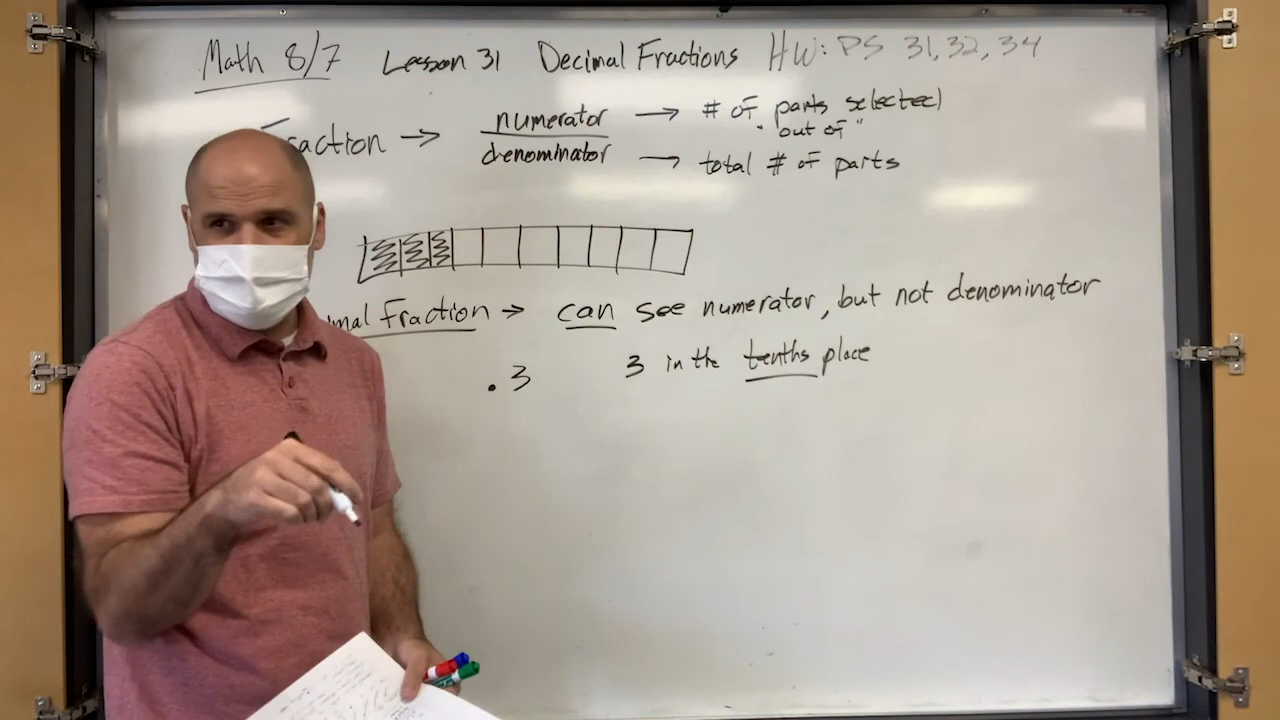 Math 8/7 Lesson 31 Decimal Fractions HW: PS 31, 32, 34
raction → numerator → # of parts selected
"out of"
denominator → total # of parts
mal Fraction → can see numerator, but not denominator
.3 3 in the tenths place